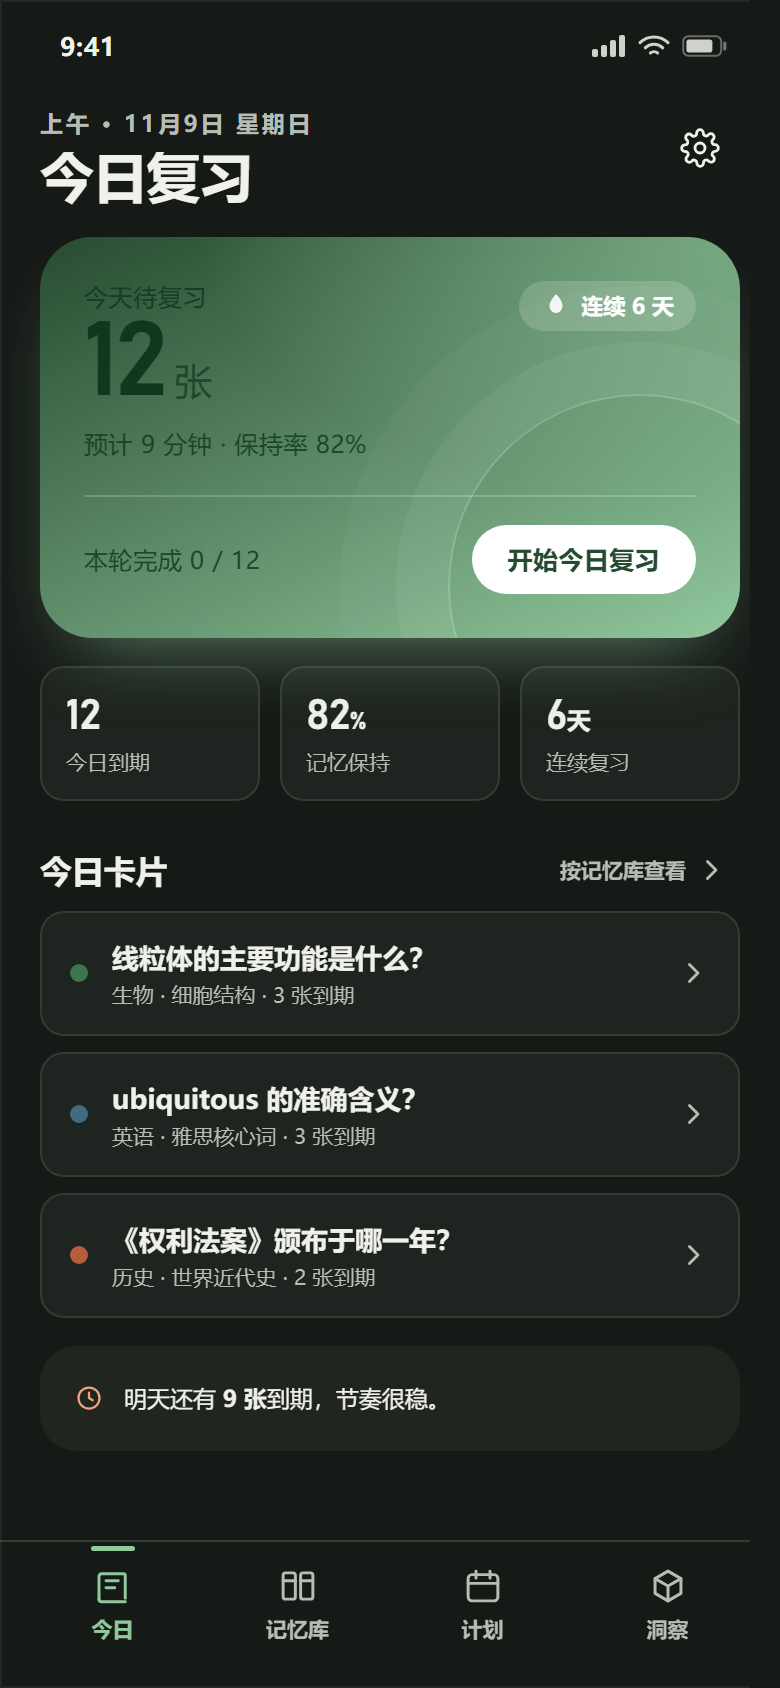 9:41
上午 · 11月9日 星期日
今日复习
今天待复习
连续 6 天
12 张
预计 9 分钟 · 保持率 82%
本轮完成 0 / 12
开始今日复习
12
今日到期
82%
记忆保持
6天
连续复习
今日卡片
按记忆库查看
线粒体的主要功能是什么?
生物 · 细胞结构 · 3 张到期
ubiquitous 的准确含义?
英语 · 雅思核心词 · 3 张到期
《权利法案》颁布于哪一年?
历史 · 世界近代史 · 2 张到期
明天还有 9 张到期，节奏很稳。
今日
记忆库
计划
洞察